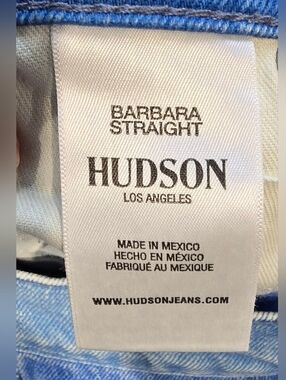 BARBARA
STRAIGHT
HUDSON
LOS ANGELES
MADE IN MEXICO
HECHO EN MÉXICO
FABRIQUÉ AU MEXIQUE
WWW.HUDSONJEANS.COM